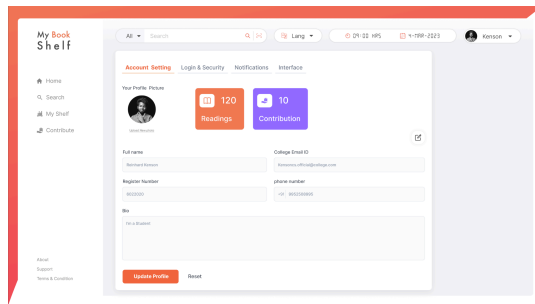 My Book
Shelf
All
Search
Lang
09:00 HRS
4-MAR-2023
Kenson
Home
Search
My Shelf
Contribute
Account Setting
Login & Security
Notifications
Interface
Your Profile Picture
120
Readings
10
Contribution
Full name
College Email ID
Register Number
phone number
Bio
I'm a Student
Update Profile
Reset
About
Support
Terms & Condition